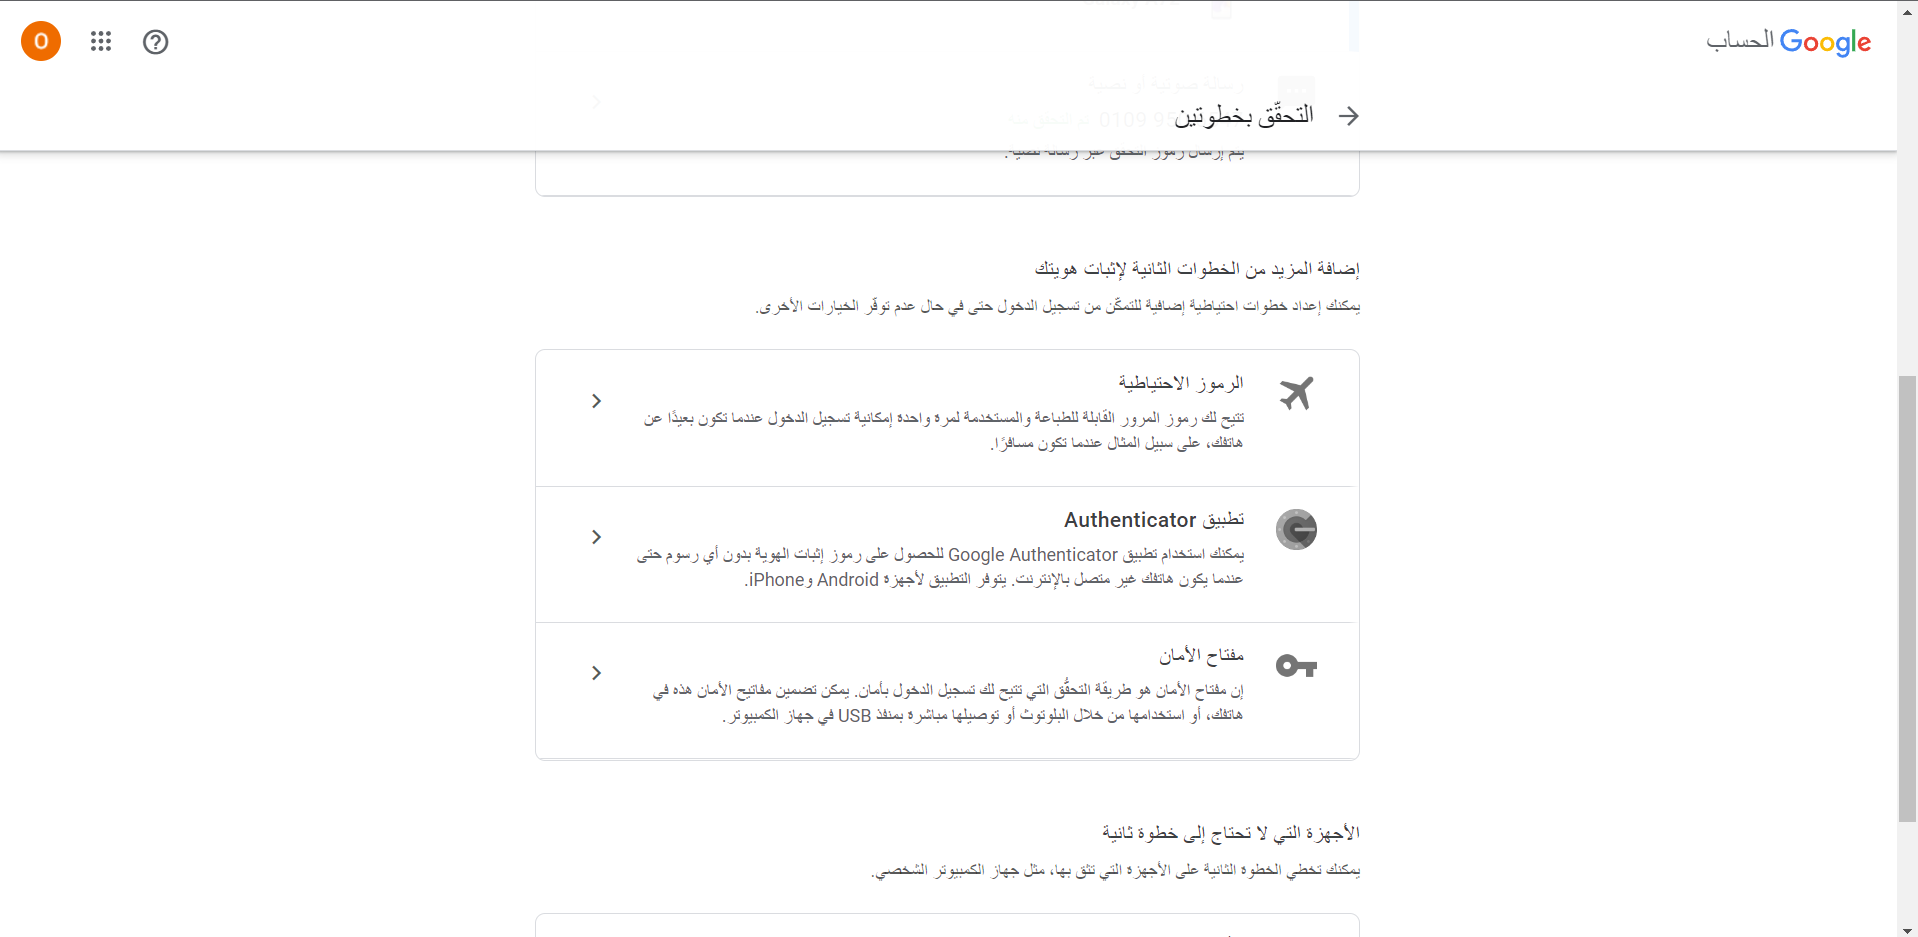 Google الحساب
O
التحقّق بخطوتين
يتم إرسال رموز التحقق عبر رسالة نصية.
إضافة المزيد من الخطوات الثانية لإثبات هويتك
يمكنك إعداد خطوات احتياطية إضافية للتمكّن من تسجيل الدخول حتى في حال عدم توفّر الخيارات الأخرى.
الرموز الاحتياطية
تتيح لك رموز المرور القابلة للطباعة والمستخدمة لمرة واحدة إمكانية تسجيل الدخول عندما تكون بعيدًا عن
هاتفك، على سبيل المثال عندما تكون مسافرًا.
تطبيق Authenticator
يمكنك استخدام تطبيق Google Authenticator للحصول على رموز إثبات الهوية بدون أي رسوم حتى
عندما يكون هاتفك غير متصل بالإنترنت. يتوفر التطبيق لأجهزة Android وiPhone.
مفتاح الأمان
إن مفتاح الأمان هو طريقة التحقُّق التي تتيح لك تسجيل الدخول بأمان. يمكن تضمين مفاتيح الأمان هذه في
هاتفك، أو استخدامها من خلال البلوتوث أو توصيلها مباشرة بمنفذ USB في جهاز الكمبيوتر.
الأجهزة التي لا تحتاج إلى خطوة ثانية
يمكنك تخطي الخطوة الثانية على الأجهزة التي تثق بها، مثل جهاز الكمبيوتر الشخصي.